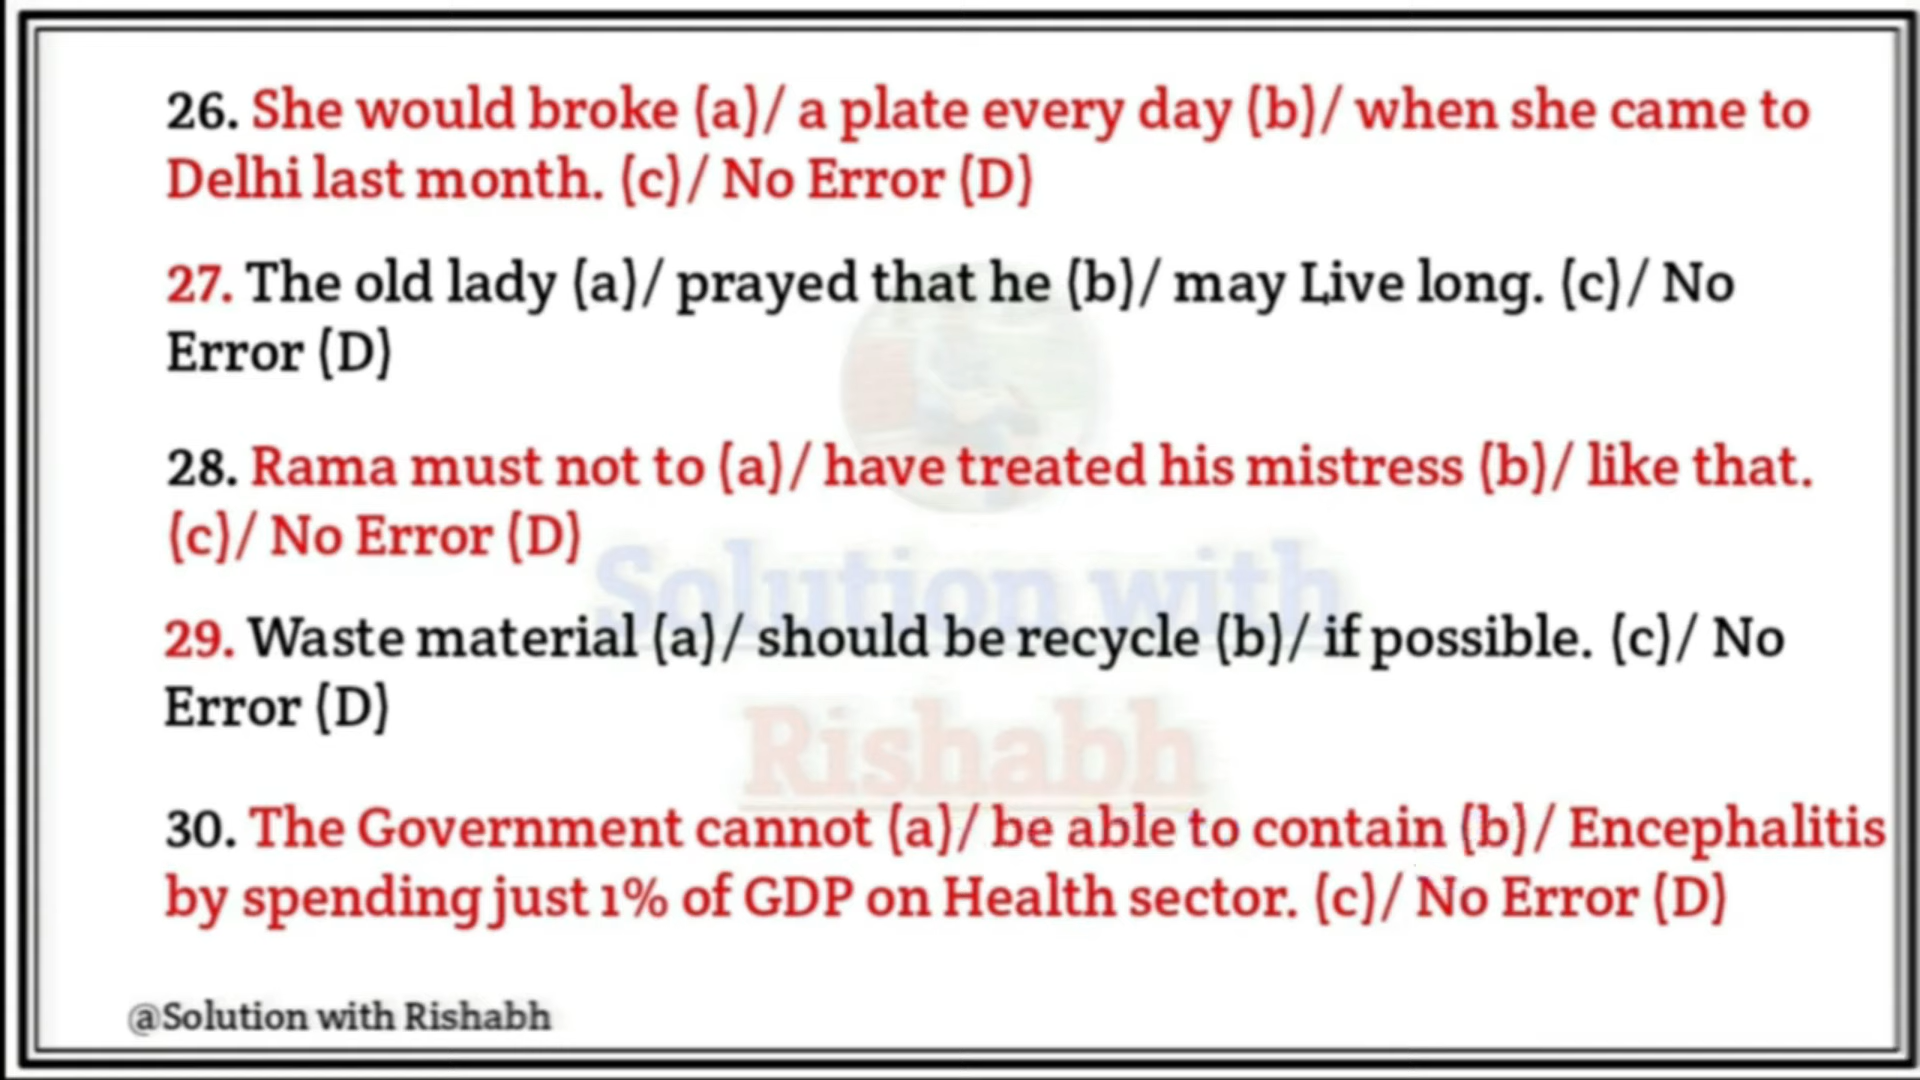 26. She would broke (a)/ a plate every day (b)/ when she came to
Delhi last month. (c)/ No Error (D)
27. The old lady (a)/ prayed that he (b)/ may Live long. (c)/ No
Error (D)
28. Rama must not to (a)/ have treated his mistress (b)/ like that.
(c)/ No Error (D)
Solution with
29. Waste material (a)/ should be recycle (b)/ if possible. (c)/ No
Error (D)
Rishabh
30. The Government cannot (a)/ be able to contain (b)/ Encephalitis
by spending just 1% of GDP on Health sector. (c)/ No Error (D)
@Solution with Rishabh